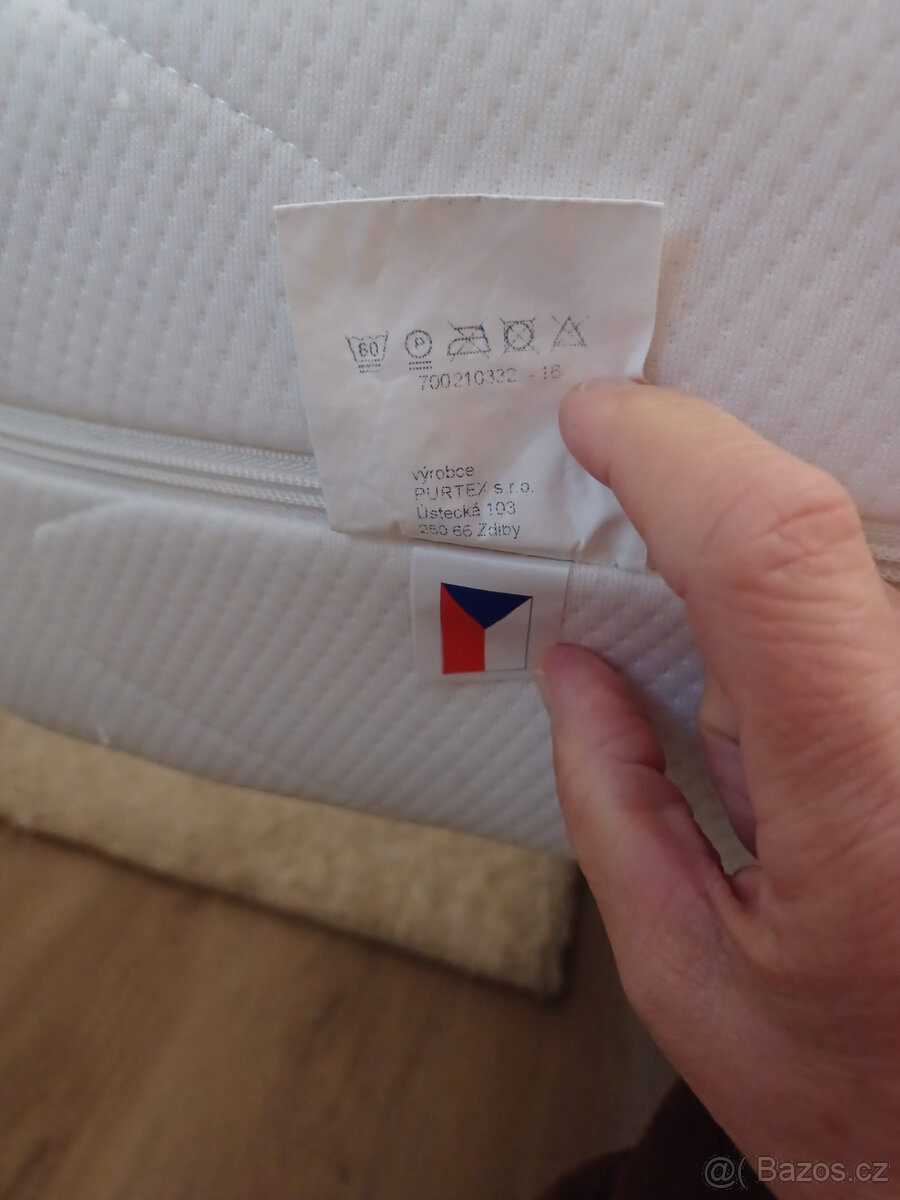 60 P
700210332 - 16
výrobce
PURTEX s.r.o.
Ústecká 103
250 66 Zdiby
@( Bazos.cz